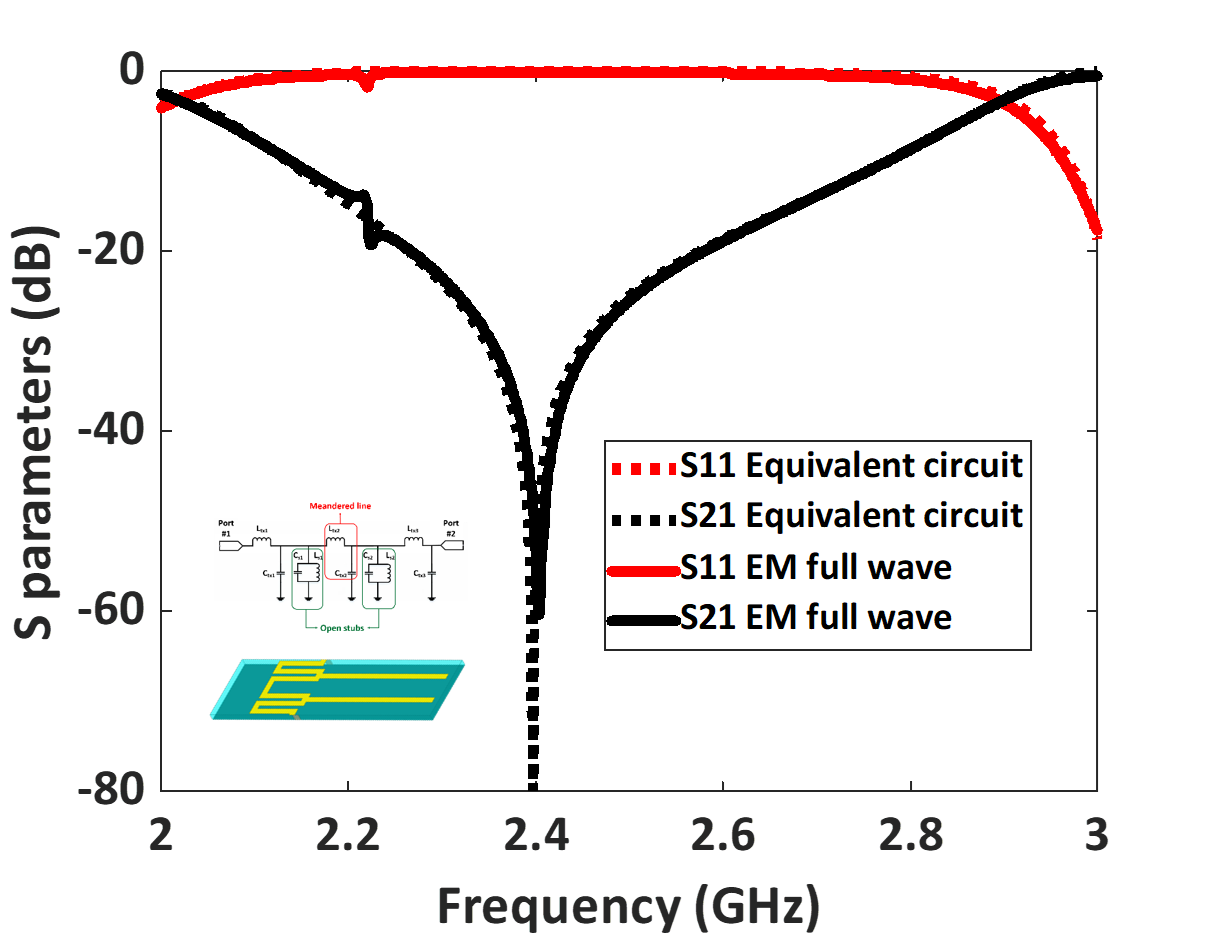 0
-20
-40
-60
-80
S parameters (dB)
2
2.2
2.4
2.6
2.8
3
Frequency (GHz)
S11 Equivalent circuit
S21 Equivalent circuit
S11 EM full wave
S21 EM full wave
Meandered line
Port
#1
Port
#2
Open stubs